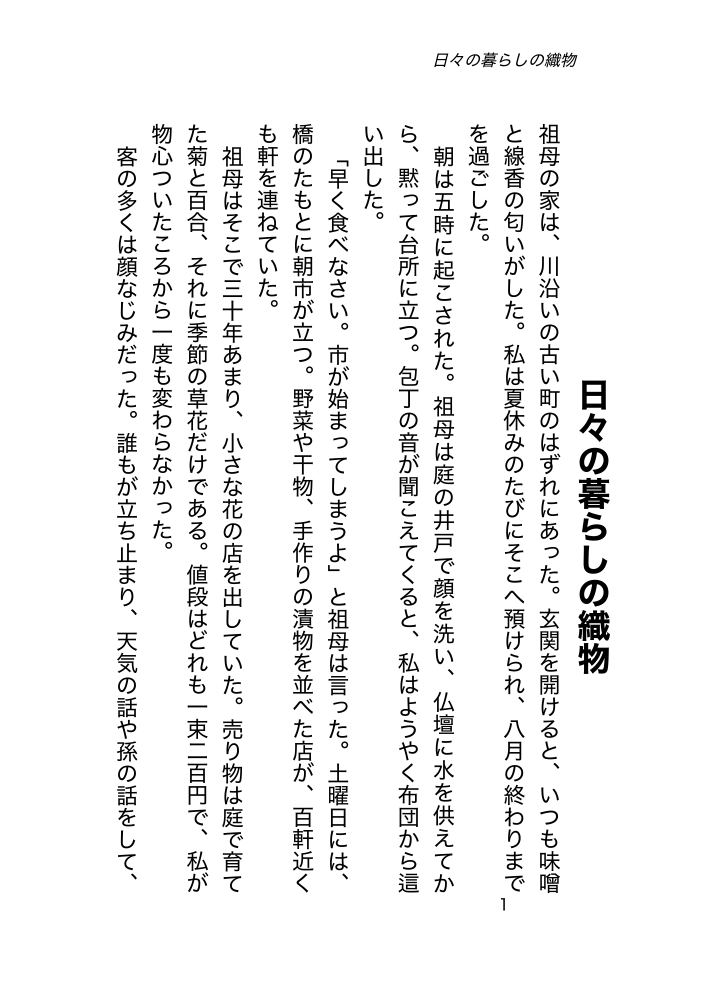 日々の暮らしの織物
日々の暮らしの織物
祖母の家は、川沿いの古い町のはずれにあった。玄関を開けると、いつも味噌
と線香の匂いがした。私は夏休みのたびにそこへ預けられ、八月の終わりまで
を過ごした。
朝は五時に起こされた。祖母は庭の井戸で顔を洗い、仏壇に水を供えてか
ら、黙って台所に立つ。包丁の音が聞こえてくると、私はようやく布団から這
い出した。
「早く食べなさい。市が始まってしまうよ」と祖母は言った。土曜日には、
橋のたもとに朝市が立つ。野菜や干物、手作りの漬物を並べた店が、百軒近く
も軒を連ねていた。
祖母はそこで三十年あまり、小さな花の店を出していた。売り物は庭で育て
た菊と百合、それに季節の草花だけである。値段はどれも一束二百円で、私が
物心ついたころから一度も変わらなかった。
客の多くは顔なじみだった。誰もが立ち止まり、天気の話や孫の話をして、
1